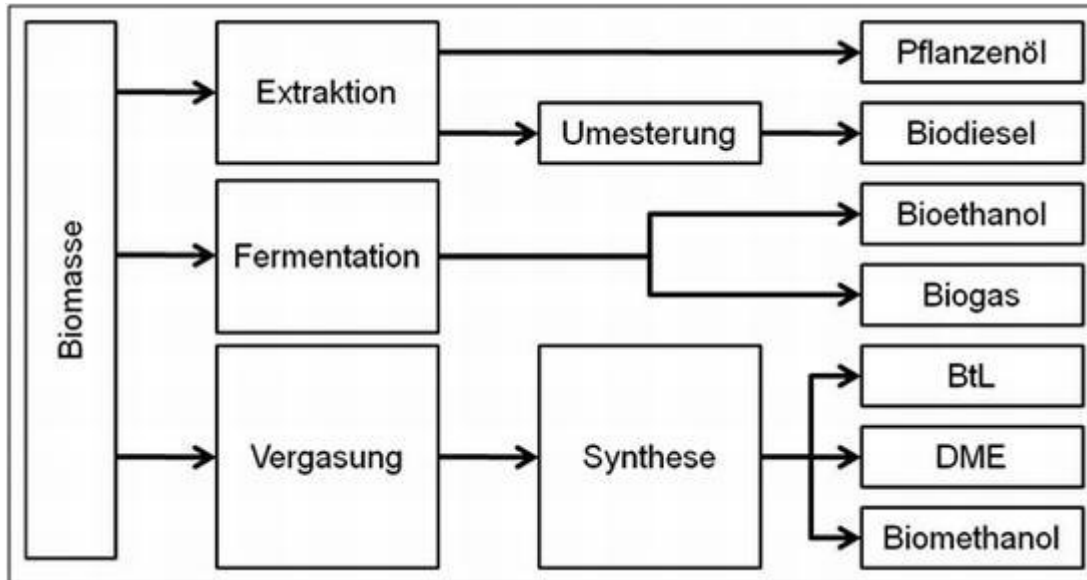 Biomasse
Extraktion
Umesterung
Pflanzenöl
Biodiesel
Fermentation
Bioethanol
Biogas
Vergasung
Synthese
BtL
DME
Biomethanol